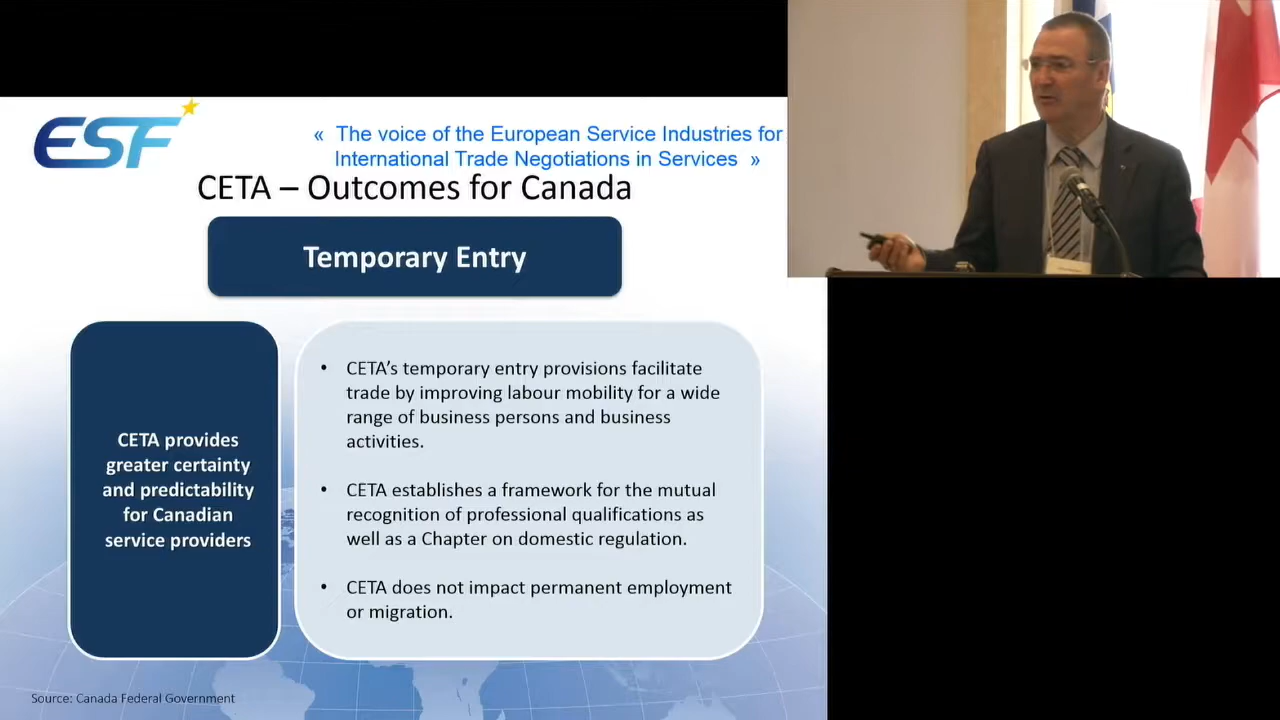 ESF
« The voice of the European Service Industries for
International Trade Negotiations in Services »
CETA – Outcomes for Canada
Temporary Entry
CETA provides
greater certainty
and predictability
for Canadian
service providers
• CETA’s temporary entry provisions facilitate
trade by improving labour mobility for a wide
range of business persons and business
activities.
• CETA establishes a framework for the mutual
recognition of professional qualifications as
well as a Chapter on domestic regulation.
• CETA does not impact permanent employment
or migration.
Source: Canada Federal Government